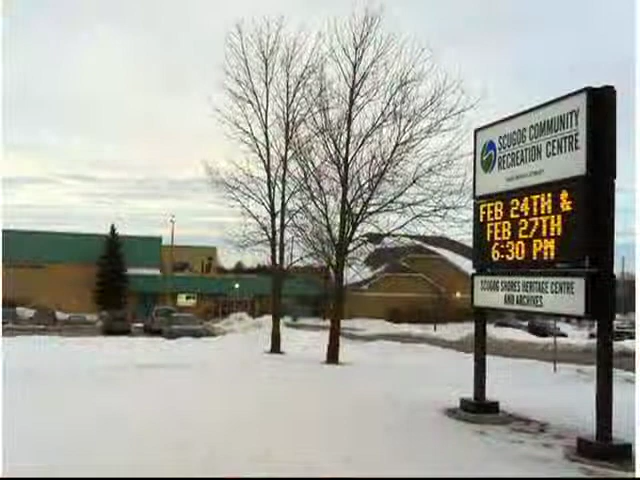 SCUGOG COMMUNITY
RECREATION CENTRE
FEB 24TH &
FEB 27TH
6:30 PM
SCUGOG SHORES HERITAGE CENTRE
AND ARCHIVES